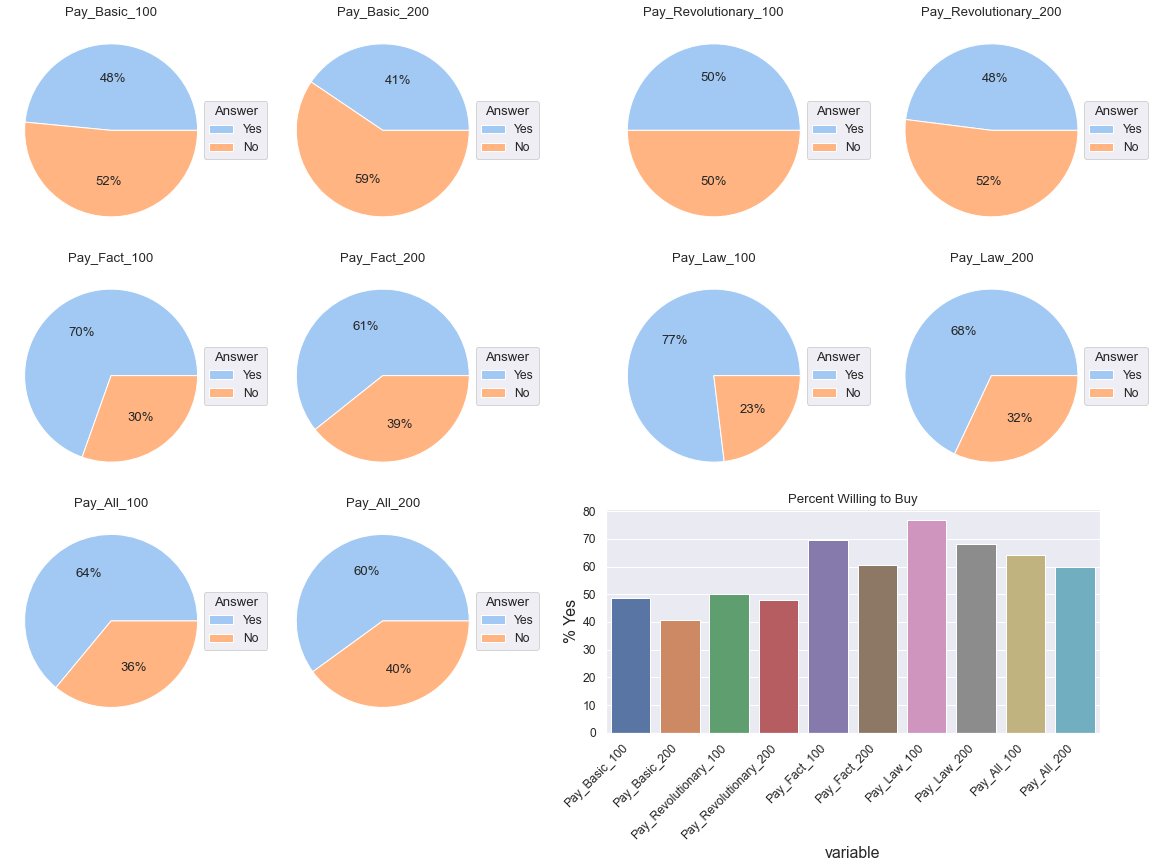 Pay_Basic_100
48%
52%
Answer
Yes
No
Pay_Basic_200
41%
59%
Answer
Yes
No
Pay_Revolutionary_100
50%
50%
Answer
Yes
No
Pay_Revolutionary_200
48%
52%
Answer
Yes
No
Pay_Fact_100
70%
30%
Answer
Yes
No
Pay_Fact_200
61%
39%
Answer
Yes
No
Pay_Law_100
77%
23%
Answer
Yes
No
Pay_Law_200
68%
32%
Answer
Yes
No
Pay_All_100
64%
36%
Answer
Yes
No
Pay_All_200
60%
40%
Answer
Yes
No
Percent Willing to Buy
% Yes
80
70
60
50
40
30
20
10
0
Pay_Basic_100
Pay_Basic_200
Pay_Revolutionary_100
Pay_Revolutionary_200
Pay_Fact_100
Pay_Fact_200
Pay_Law_100
Pay_Law_200
Pay_All_100
Pay_All_200
variable